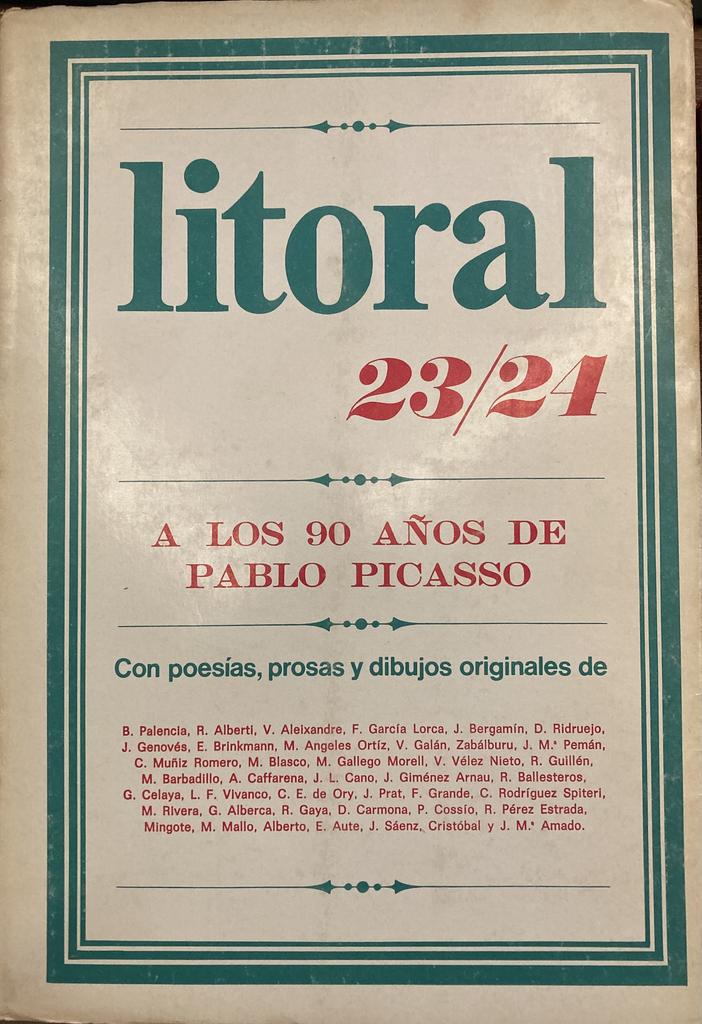 litoral
23/24
A LOS 90 AÑOS DE
PABLO PICASSO
Con poesías, prosas y dibujos originales de
B. Palencia, R. Alberti, V. Aleixandre, F. García Lorca, J. Bergamín, D. Ridruejo,
J. Genovés, E. Brinkmann, M. Angeles Ortíz, V. Galán, Zabálburu, J. M.ª Pemán,
C. Muñiz Romero, M. Blasco, M. Gallego Morell, V. Vélez Nieto, R. Guillén,
M. Barbadillo, A. Caffarena, J. L. Cano, J. Giménez Arnau, R. Ballesteros,
G. Celaya, L. F. Vivanco, C. E. de Ory, J. Prat, F. Grande, C. Rodríguez Spiteri,
M. Rivera, G. Alberca, R. Gaya, D. Carmona, P. Cossío, R. Pérez Estrada,
Mingote, M. Mallo, Alberto, E. Aute, J. Sáenz, Cristóbal y J. M.ª Amado.